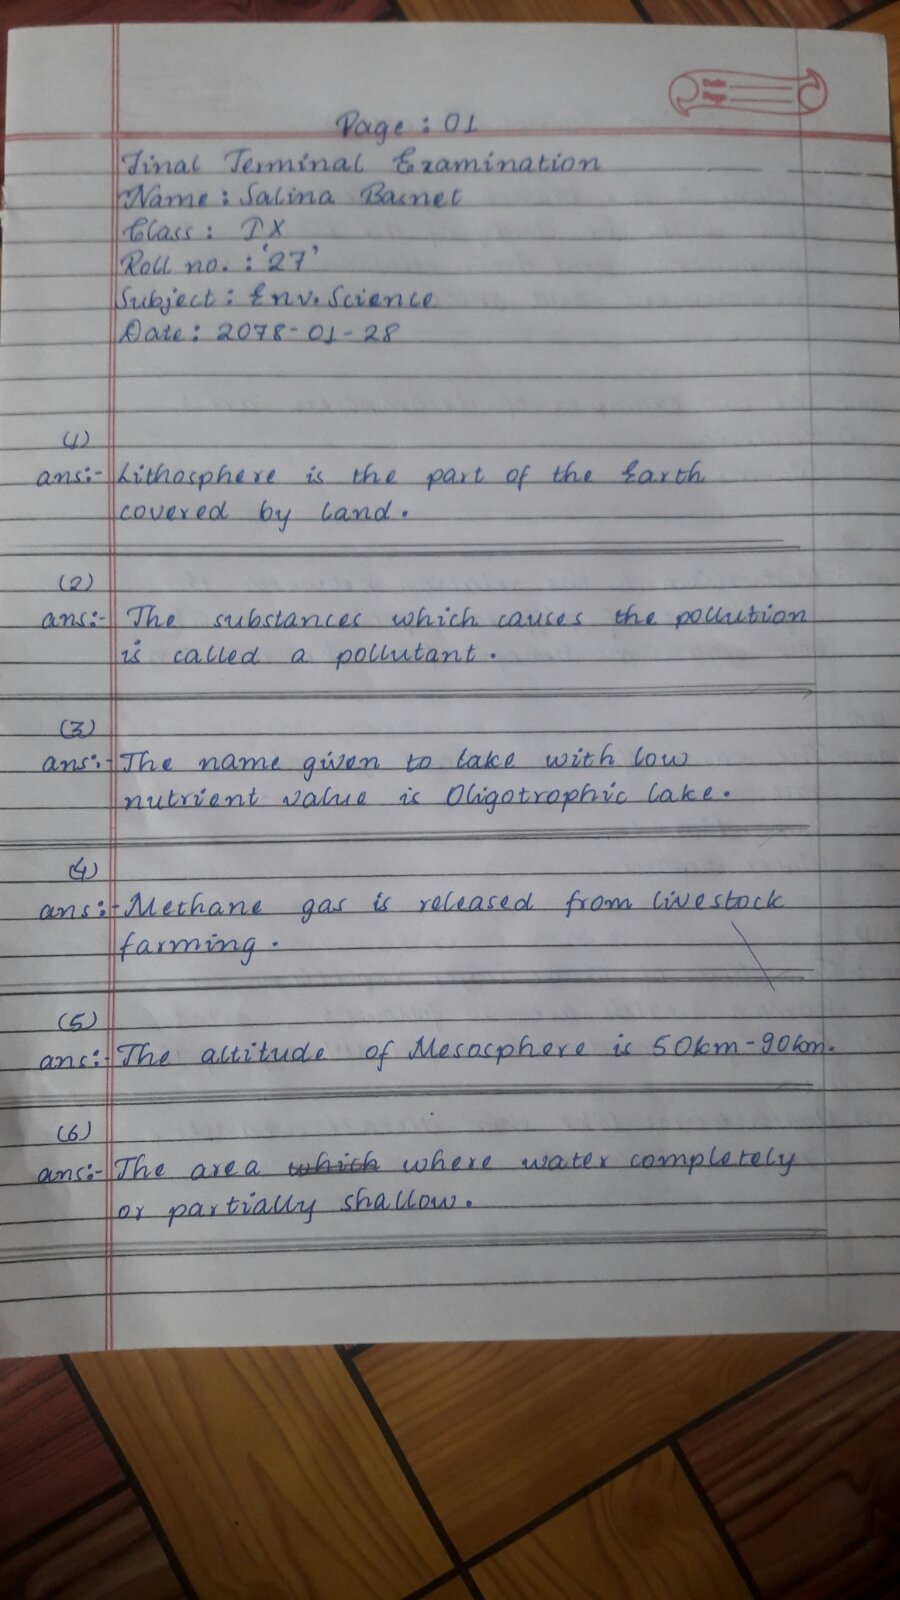 Date
Page
Page : 01
Final Terminal Examination
Name : Salina Basnet
Class : IX
Roll no. : '27'
Subject : Env. Science
Date : 2078-01-28
(1)
ans:- Lithosphere is the part of the Earth
covered by land.
(2)
ans:- The substances which causes the pollution
is called a pollutant.
(3)
ans:- The name given to lake with low
nutrient value is Oligotrophic lake.
(4)
ans:- Methane gas is released from livestock
farming.
(5)
ans:- The altitude of Mesosphere is 50km-90km.
(6)
ans:- The area which where water completely
or partially shallow.